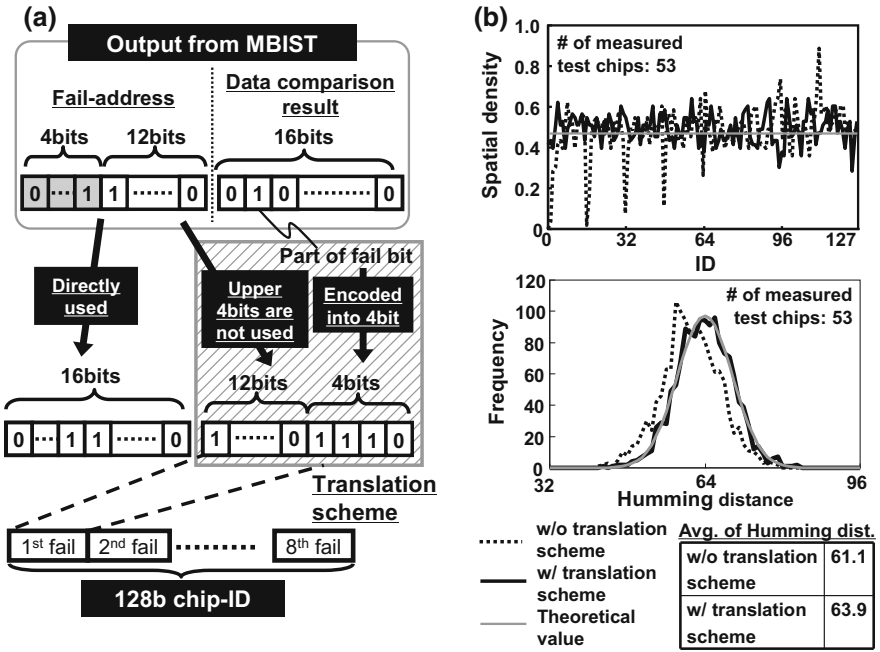 (a)
Output from MBIST
Fail-address
Data comparison
result
4bits
12bits
16bits
0 ····· 1 1 ······ 0
0 1 0 ········· 0
Part of fail bit
Directly
used
Upper
4bits are
not used
Encoded
into 4bit
16bits
12bits
4bits
0 ··· 1 1 ······ 0
1 ······ 0 1 1 1 0
Translation
scheme
1st fail
2nd fail
·······
8th fail
128b chip-ID
(b)
1.0
0.8
0.6
0.4
0.2
0
Spatial density
# of measured
test chips: 53
0 32 64 96 127
ID
120
100
80
60
40
20
0
Frequency
# of measured
test chips: 53
32 64 96
Humming distance
w/o translation
scheme
w/ translation
scheme
Theoretical
value
Avg. of Humming dist.
w/o translation
scheme
61.1
w/ translation
scheme
63.9